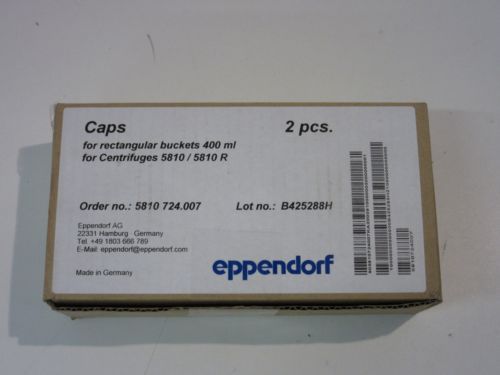 Caps 2 pcs.
for rectangular buckets 400 ml
for Centrifuges 5810 / 5810 R
Order no.: 5810 724.007 Lot no.: B425288H
Eppendorf AG
22331 Hamburg · Germany
Tel. +49 1803 666 789
E-Mail: eppendorf@eppendorf.com
Made in Germany
eppendorf